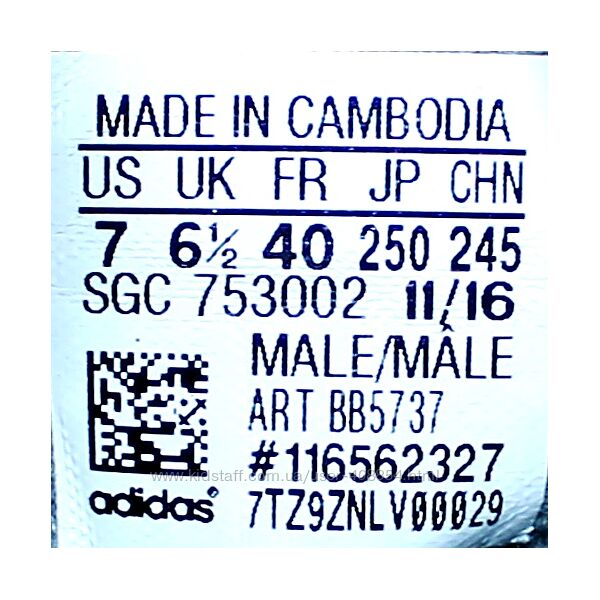 MADE IN CAMBODIA
US UK FR JP CHN
7 6½ 40 250 245
SGC 753002 11/16
MALE/MÂLE
ART BB5737
#116562327
adidas® 7TZ9ZNLV00029